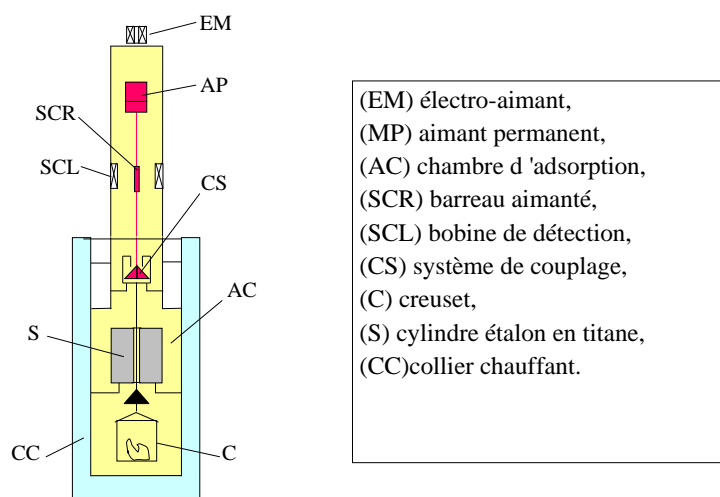 EM
AP
SCR
SCL
CS
AC
S
CC
C
(EM) électro-aimant,
(MP) aimant permanent,
(AC) chambre d 'adsorption,
(SCR) barreau aimanté,
(SCL) bobine de détection,
(CS) système de couplage,
(C) creuset,
(S) cylindre étalon en titane,
(CC)collier chauffant.